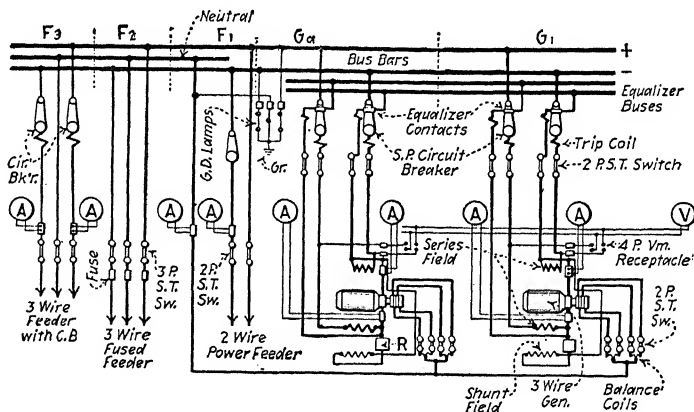 Neutral
F3 F2 F1 Ga G1
+
Bus Bars
−
Equalizer
Buses
Equalizer
Contacts
G.D. Lamps
Gr.
Trip Coil
Cir.
Bk'r.
S.P. Circuit
Breaker
2 P.S.T. Switch
A A A A A A A V
Series
Field
4 P. Vm.
Receptacle
Fuse
3 P.
S.T.
Sw.
2 P.
S.T.
Sw.
2 P.
S.T.
Sw.
3 Wire
Feeder
with C.B
3 Wire
Fused
Feeder
2 Wire
Power Feeder
R
Shunt
Field
3 Wire
Gen.
Balance
Coils